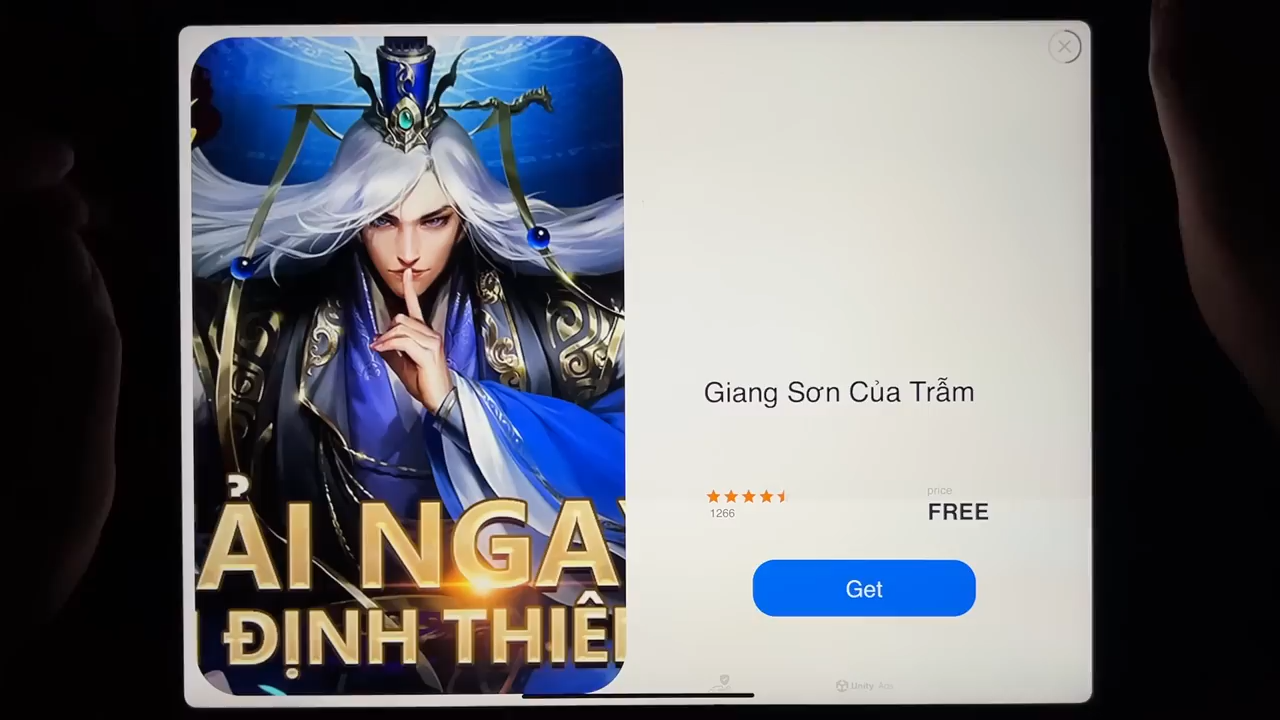 ẢI NGA
ĐỊNH THIÊ
Giang Sơn Của Trẫm
1266
price
FREE
Get
Unity Ads